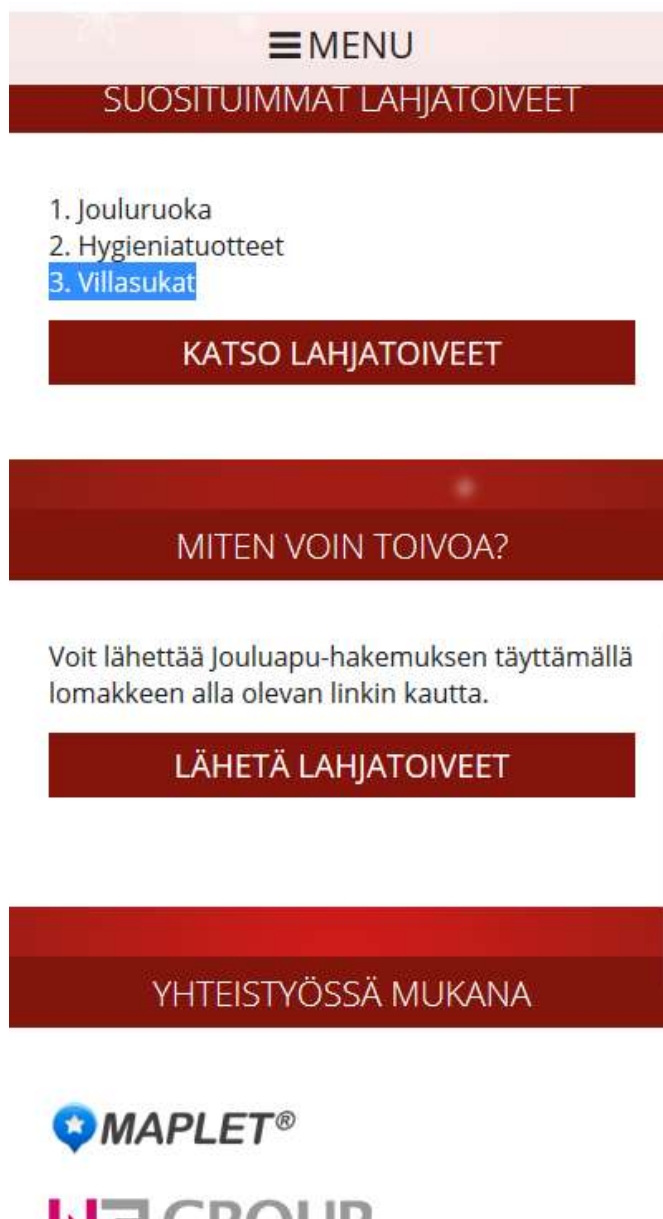 MENU
SUOSITUIMMAT LAHJATOIVEET
1. Jouluruoka
2. Hygieniatuotteet
3. Villasukat
KATSO LAHJATOIVEET
MITEN VOIN TOIVOA?
Voit lähettää Jouluapu-hakemuksen täyttämällä
lomakkeen alla olevan linkin kautta.
LÄHETÄ LAHJATOIVEET
YHTEISTYÖSSÄ MUKANA
MAPLET®
GROUP